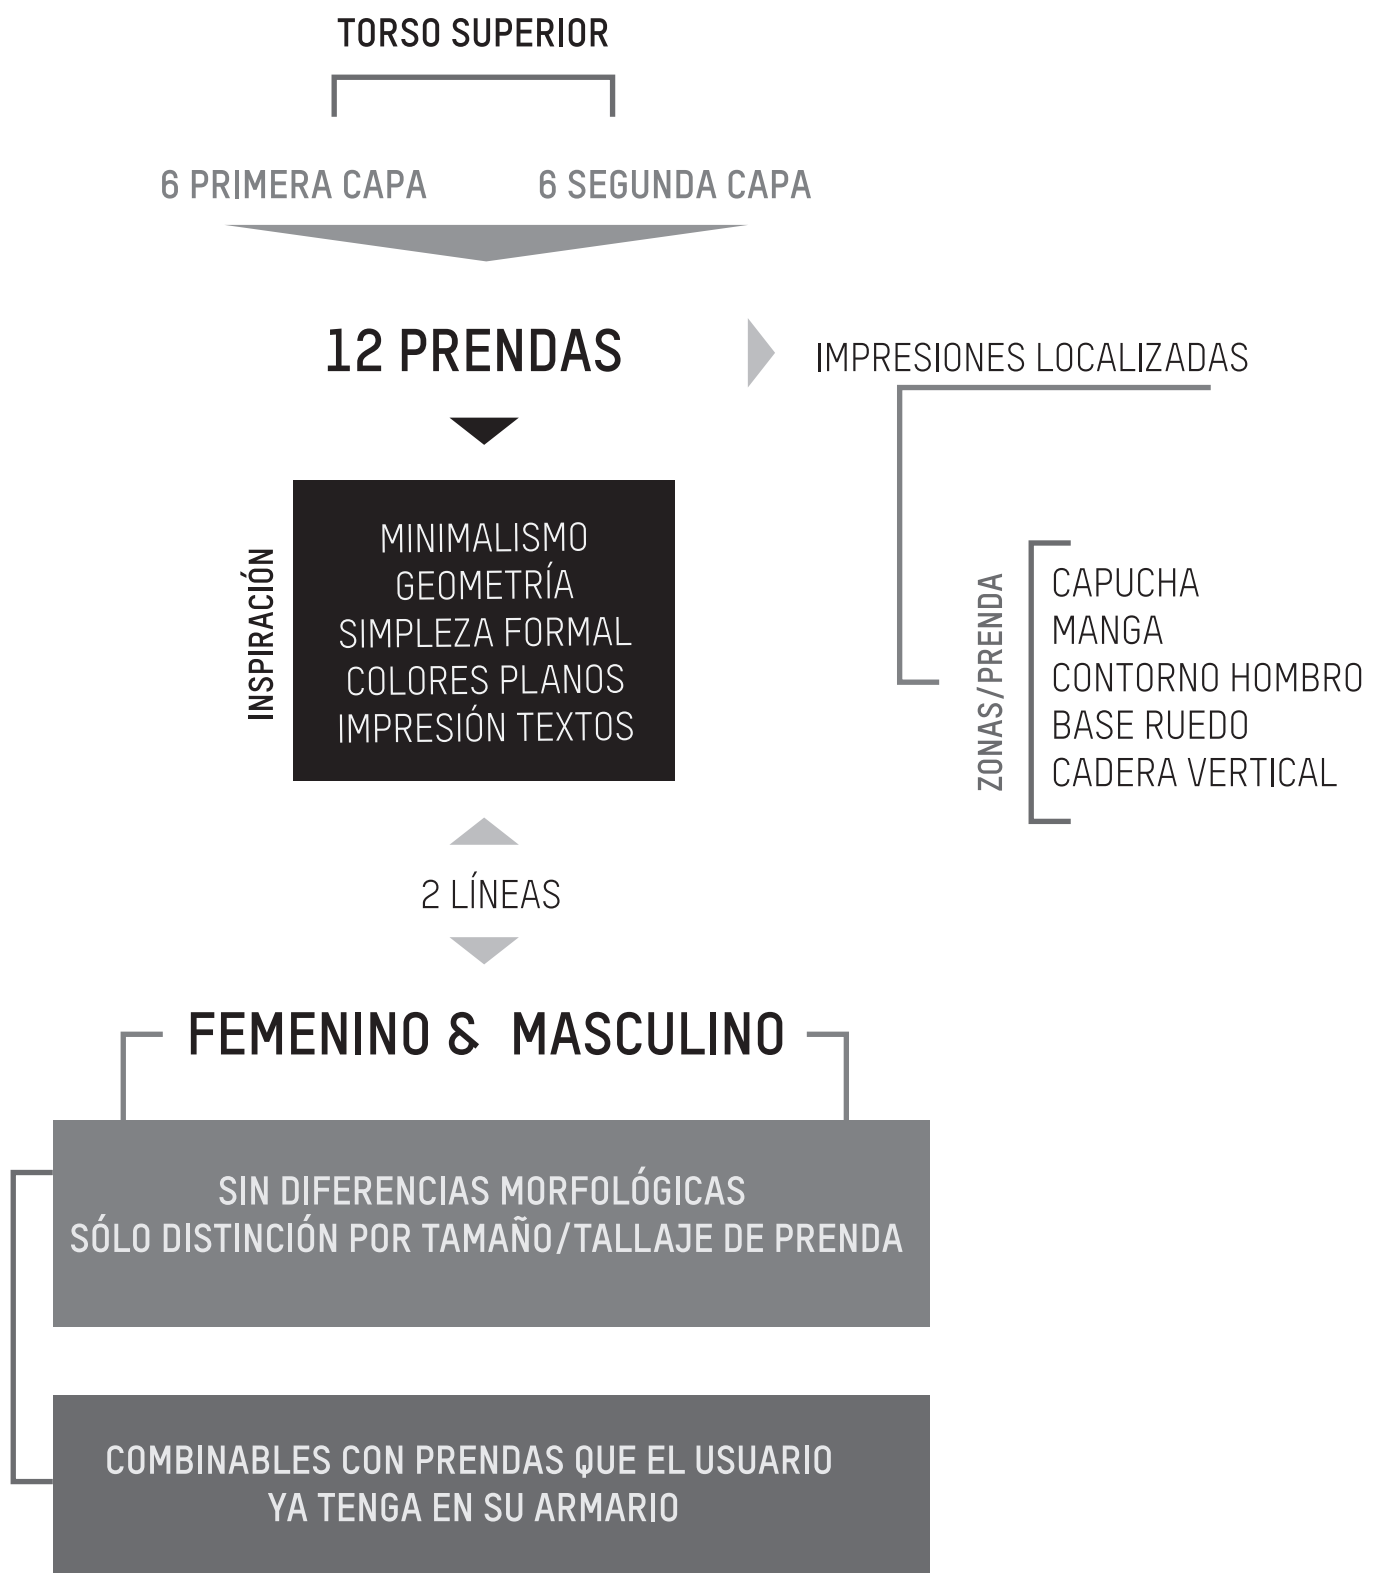 TORSO SUPERIOR
6 PRIMERA CAPA
6 SEGUNDA CAPA
12 PRENDAS
IMPRESIONES LOCALIZADAS
INSPIRACIÓN
MINIMALISMO
GEOMETRÍA
SIMPLEZA FORMAL
COLORES PLANOS
IMPRESIÓN TEXTOS
ZONAS/PRENDA
CAPUCHA
MANGA
CONTORNO HOMBRO
BASE RUEDO
CADERA VERTICAL
2 LÍNEAS
FEMENINO & MASCULINO
SIN DIFERENCIAS MORFOLÓGICAS
SÓLO DISTINCIÓN POR TAMAÑO/TALLAJE DE PRENDA
COMBINABLES CON PRENDAS QUE EL USUARIO
YA TENGA EN SU ARMARIO